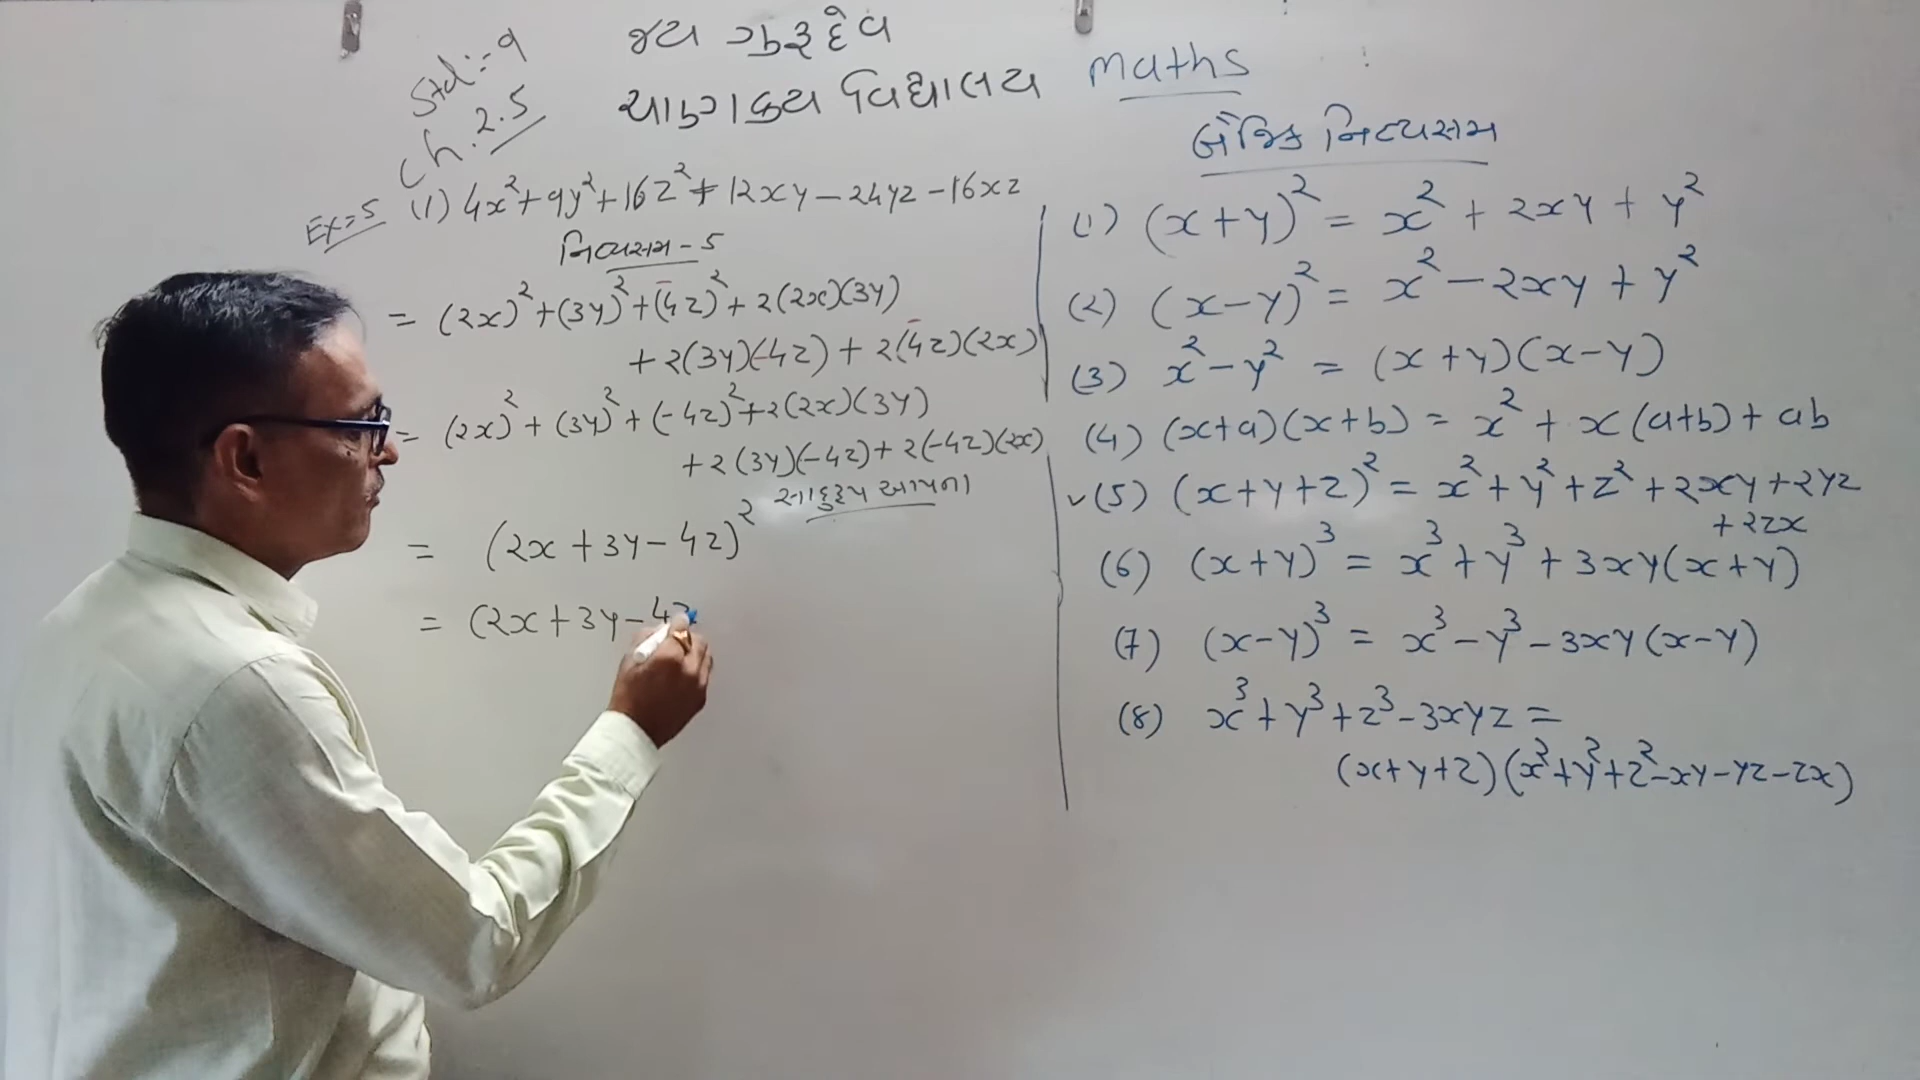 Std:-9
Ch.2.5
જય ગુરૂદેવ
ચાણક્ય વિદ્યાલય
Maths
Ex=5 (1) 4x²+9y²+16z²+12xy-24yz-16xz
નિત્યસમ-5
= (2x)²+(3y)²+(-4z)²+2(2x)(3y)
+2(3y)(-4z)+2(-4z)(2x)
= (2x)²+(3y)²+(-4z)²+2(2x)(3y)
+2(3y)(-4z)+2(-4z)(2x)
= (2x+3y-4z)²
= (2x+3y-4z
બૈજિક નિત્યસમ
(1) (x+y)² = x²+2xy+y²
(2) (x-y)² = x²-2xy+y²
(3) x²-y² = (x+y)(x-y)
(4) (x+a)(x+b) = x²+x(a+b)+ab
✓(5) (x+y+z)² = x²+y²+z²+2xy+2yz
+2zx
(6) (x+y)³ = x³+y³+3xy(x+y)
(7) (x-y)³ = x³-y³-3xy(x-y)
(8) x³+y³+z³-3xyz =
(x+y+z)(x²+y²+z²-xy-yz-zx)